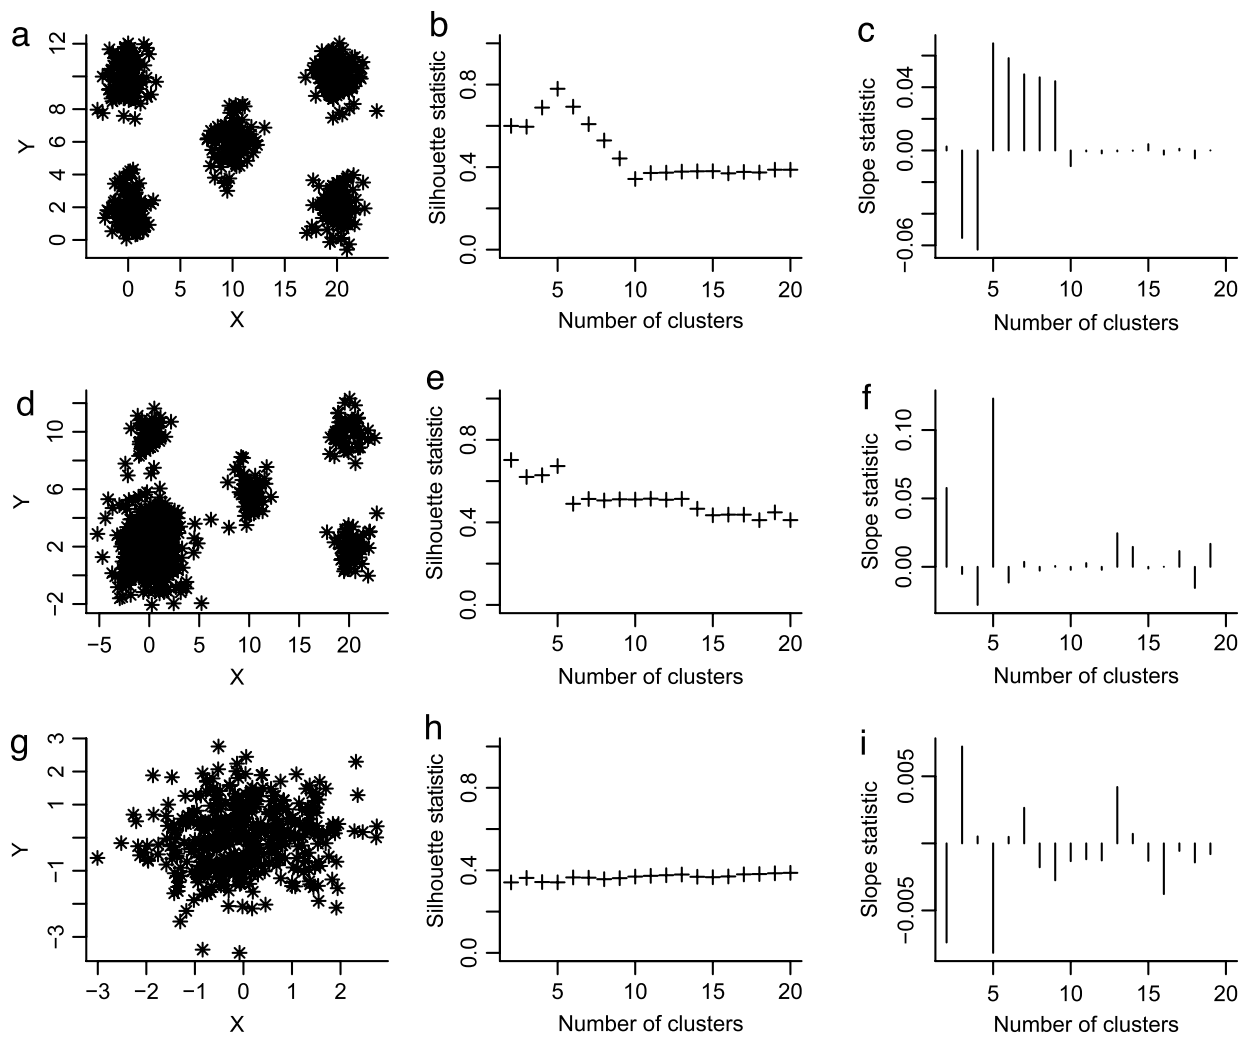 a
12
8
6
4
2
0
Y
0 5 10 15 20
X
b
0.8
0.4
0.0
Silhouette statistic
5 10 15 20
Number of clusters
c
0.04
0.00
−0.06
Slope statistic
5 10 15 20
Number of clusters
d
10
6
2
−2
Y
−5 0 5 10 15 20
X
e
0.8
0.4
0.0
Silhouette statistic
5 10 15 20
Number of clusters
f
0.10
0.05
0.00
Slope statistic
5 10 15 20
Number of clusters
g
3
2
1
−1
−3
Y
−3 −2 −1 0 1 2
X
h
0.8
0.4
0.0
Silhouette statistic
5 10 15 20
Number of clusters
i
0.005
−0.005
Slope statistic
5 10 15 20
Number of clusters